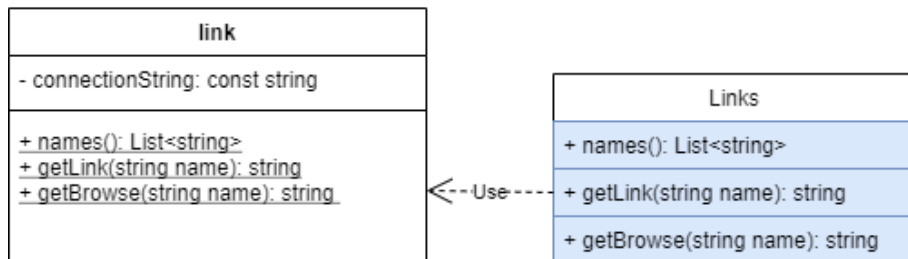 link
- connectionString: const string
+ names(): List<string>
+ getLink(string name): string
+ getBrowse(string name): string
Use
Links
+ names(): List<string>
+ getLink(string name): string
+ getBrowse(string name): string